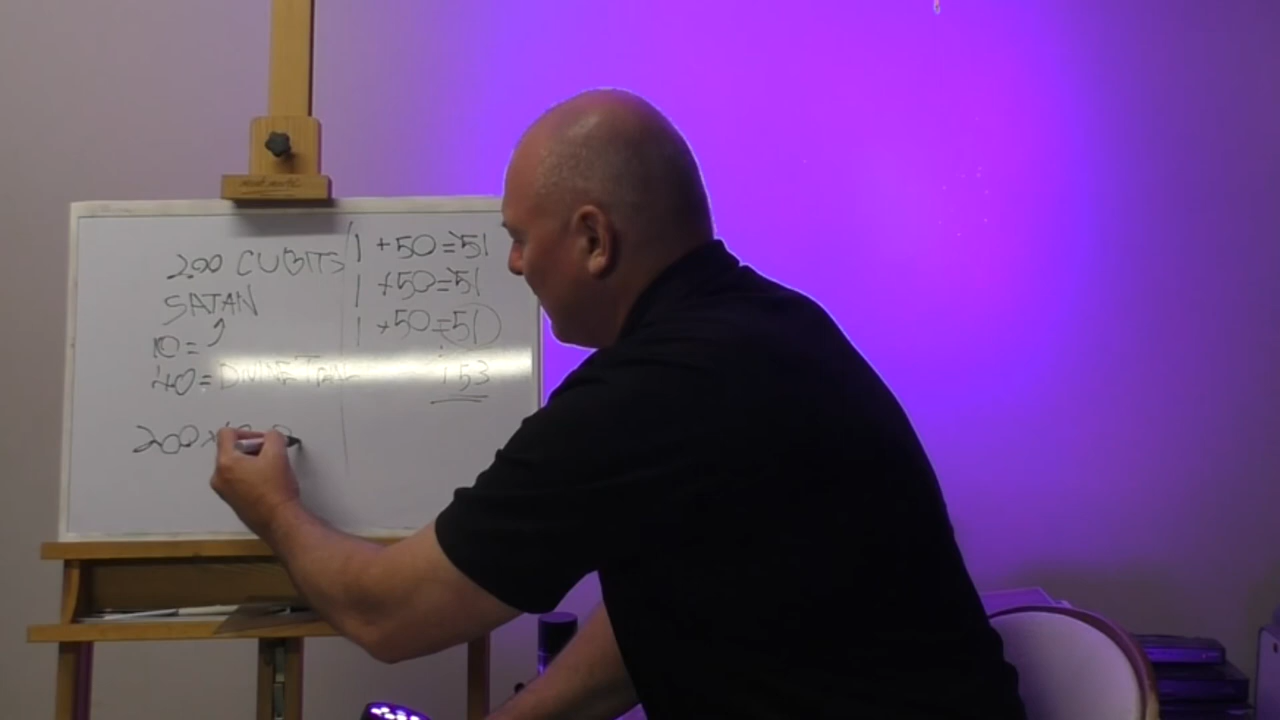 200 CUBITS
SATAN
10=
40= DIVINE
200 x
1 +50=51
1 +50=51
1 +50=51
153